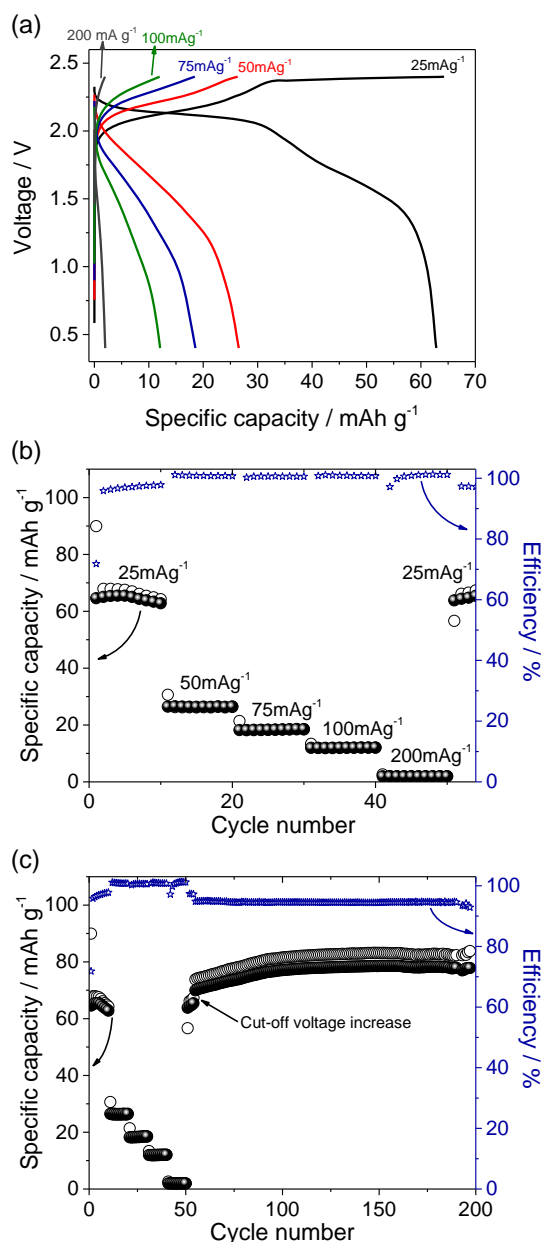 (a)
200 mA g⁻¹
100mAg⁻¹
75mAg⁻¹
50mAg⁻¹
25mAg⁻¹
2.5
2.0
1.5
1.0
0.5
Voltage / V
0 10 20 30 40 50 60 70
Specific capacity / mAh g⁻¹
(b)
100
80
60
40
20
0
Specific capacity / mAh g⁻¹
25mAg⁻¹
50mAg⁻¹
75mAg⁻¹
100mAg⁻¹
200mAg⁻¹
25mAg⁻¹
100
80
60
40
20
0
Efficiency / %
0 20 40
Cycle number
(c)
100
80
60
40
20
0
Specific capacity / mAh g⁻¹
Cut-off voltage increase
100
80
60
40
20
0
Efficiency / %
0 50 100 150 200
Cycle number